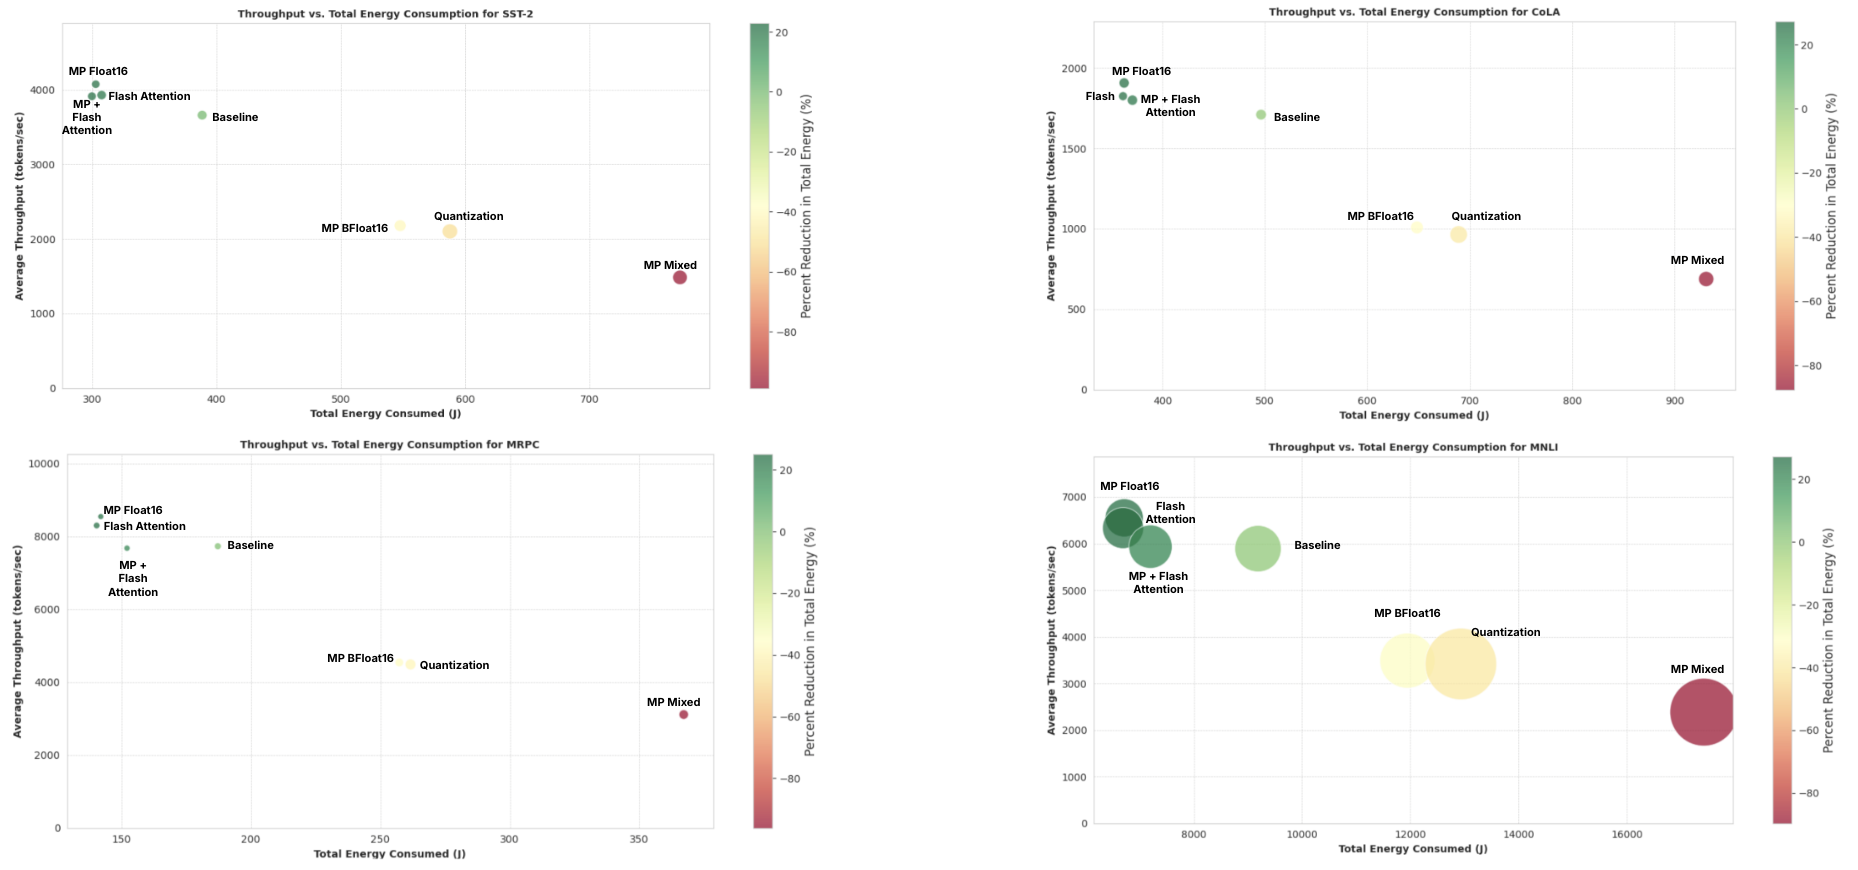 Throughput vs. Total Energy Consumption for SST-2
Average Throughput (tokens/sec)
4000
3000
2000
1000
0
MP Float16
Flash Attention
MP +
Flash
Attention
Baseline
MP BFloat16
Quantization
MP Mixed
300 400 500 600 700
Total Energy Consumed (J)
20
0
−20
−40
−60
−80
Percent Reduction in Total Energy (%)
Throughput vs. Total Energy Consumption for CoLA
Average Throughput (tokens/sec)
2000
1500
1000
500
0
MP Float16
Flash
MP + Flash
Attention
Baseline
MP BFloat16
Quantization
MP Mixed
400 500 600 700 800 900
Total Energy Consumed (J)
20
0
−20
−40
−60
−80
Percent Reduction in Total Energy (%)
Throughput vs. Total Energy Consumption for MRPC
Average Throughput (tokens/sec)
10000
8000
6000
4000
2000
0
MP Float16
Flash Attention
Baseline
MP +
Flash
Attention
MP BFloat16
Quantization
MP Mixed
150 200 250 300 350
Total Energy Consumed (J)
20
0
−20
−40
−60
−80
Percent Reduction in Total Energy (%)
Throughput vs. Total Energy Consumption for MNLI
Average Throughput (tokens/sec)
7000
6000
5000
4000
3000
2000
1000
0
MP Float16
Flash
Attention
Baseline
MP + Flash
Attention
MP BFloat16
Quantization
MP Mixed
8000 10000 12000 14000 16000
Total Energy Consumed (J)
20
0
−20
−40
−60
−80
Percent Reduction in Total Energy (%)